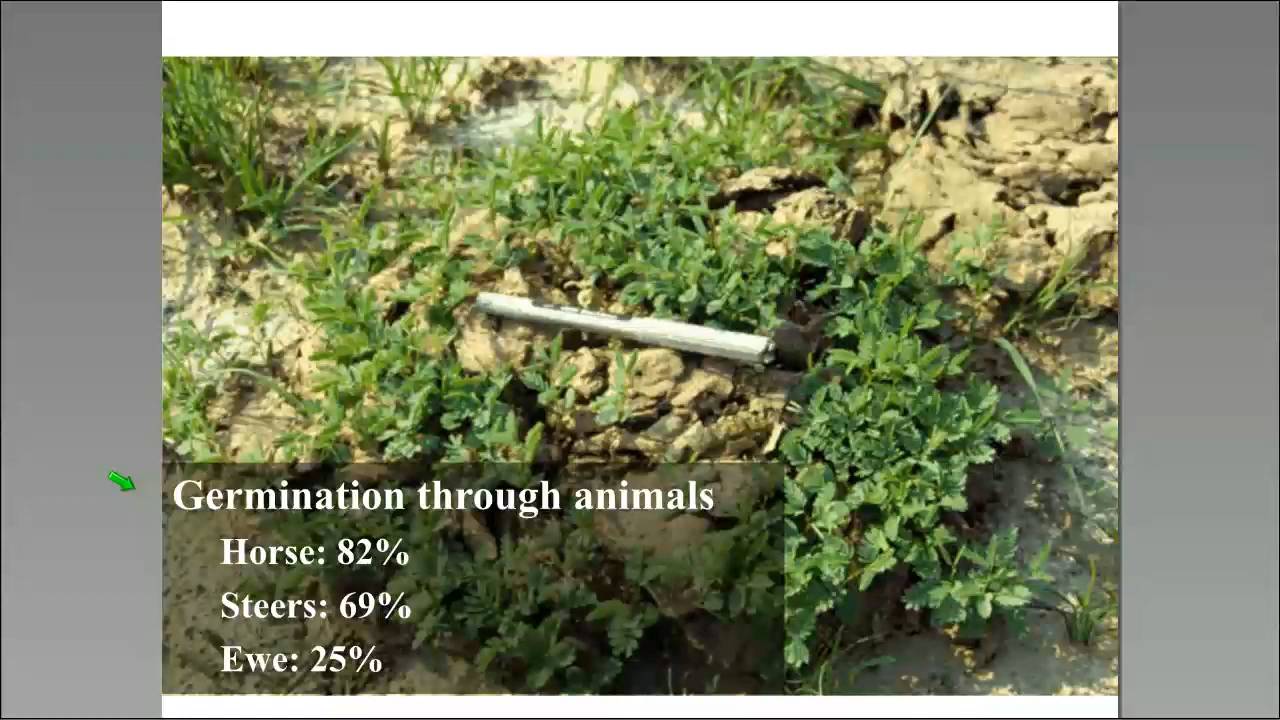 Germination through animals
Horse: 82%
Steers: 69%
Ewe: 25%